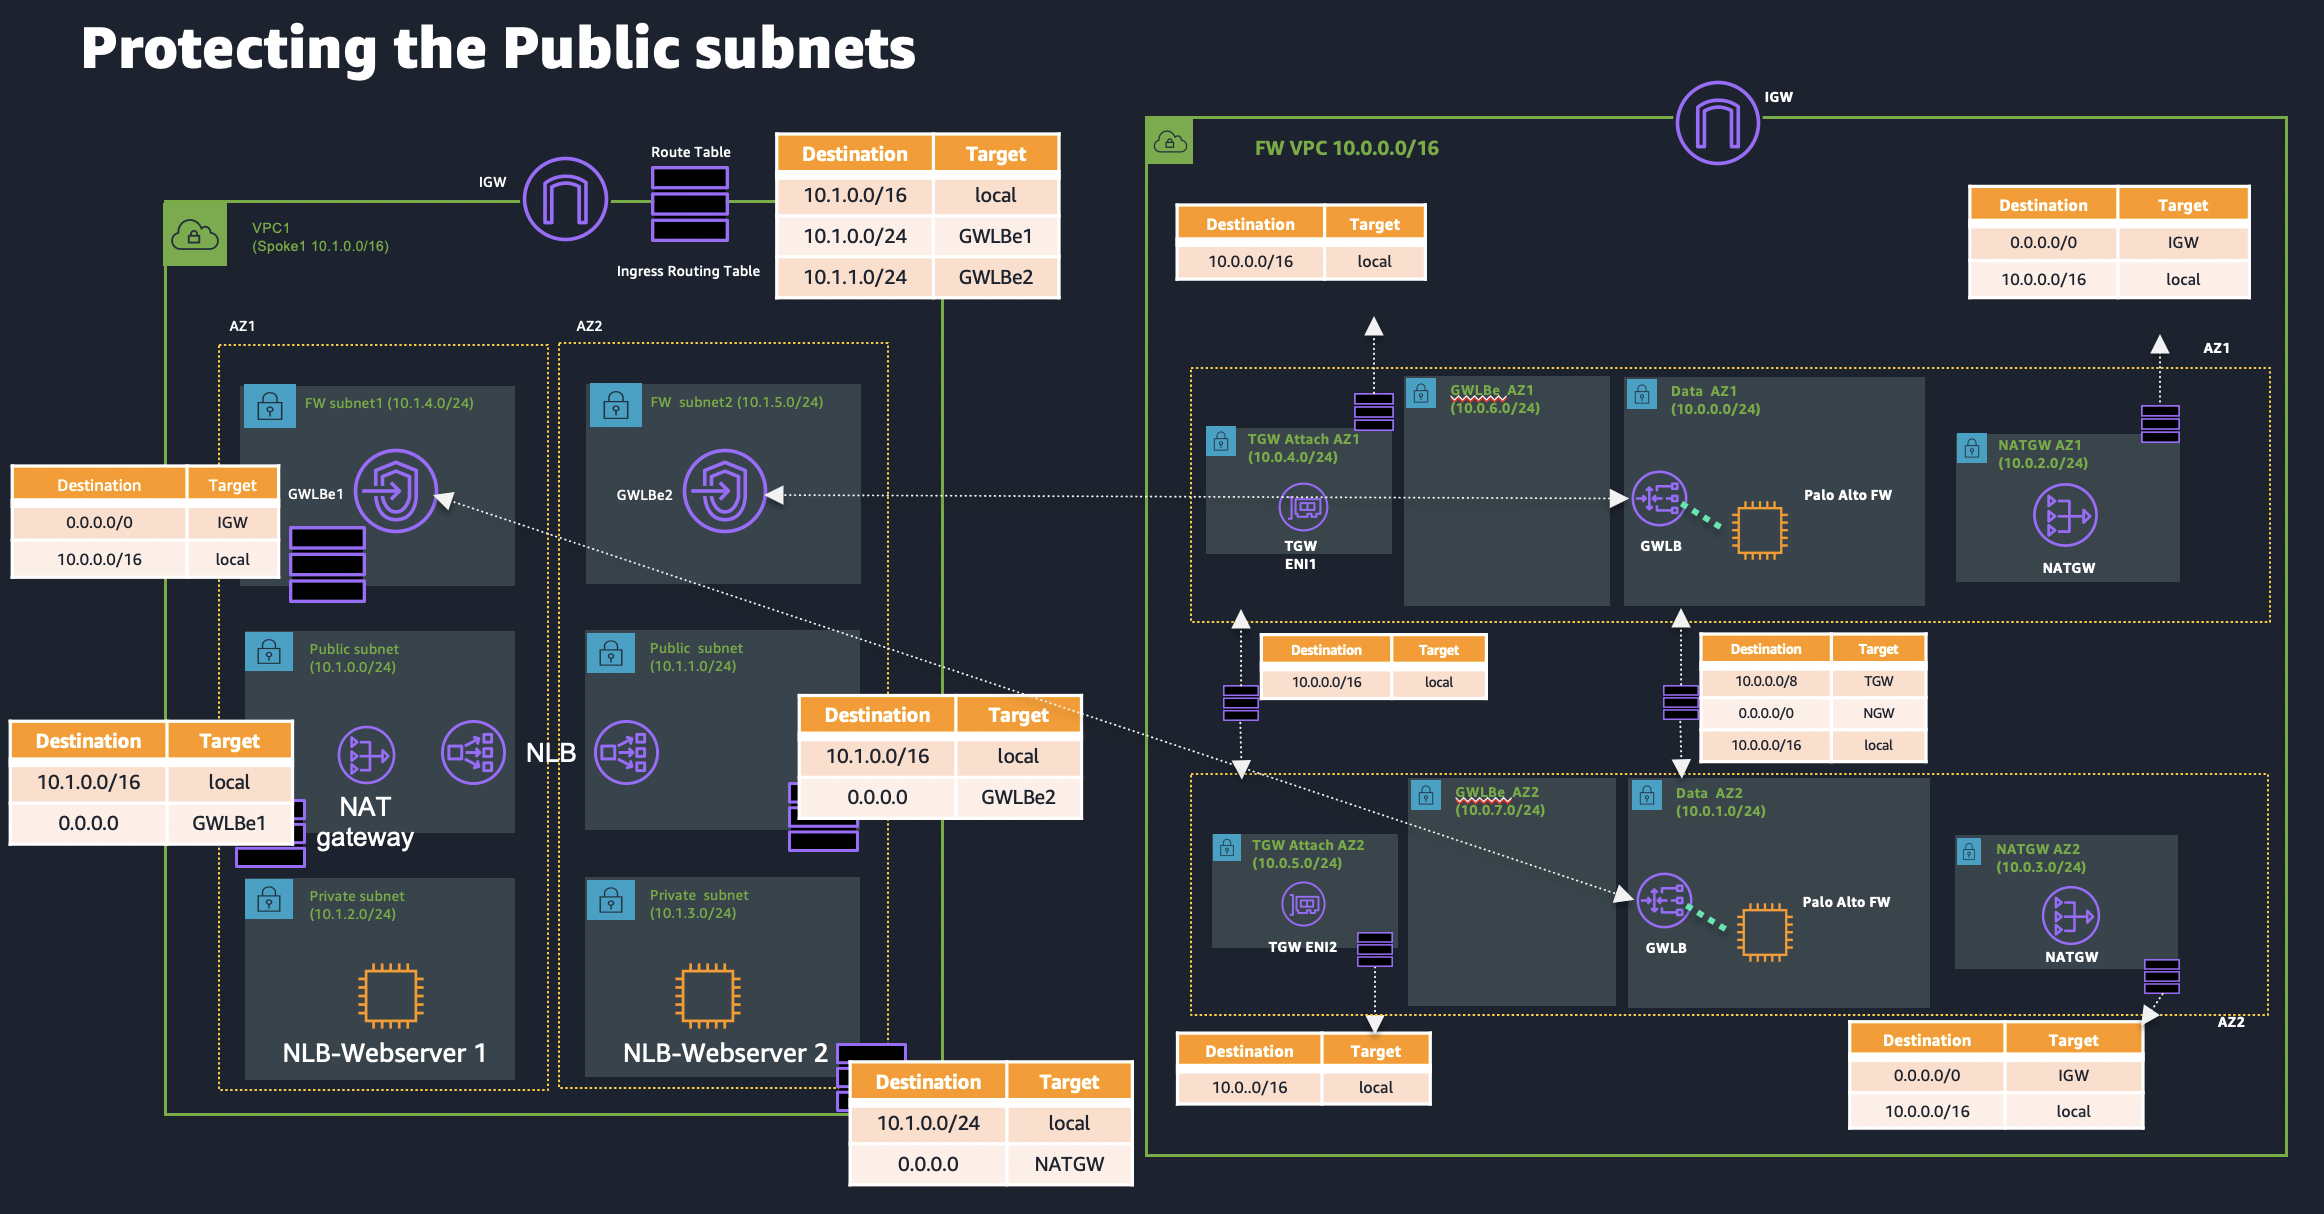 Protecting the Public subnets
IGW
Route Table
Ingress Routing Table
Destination Target
10.1.0.0/16 local
10.1.0.0/24 GWLBe1
10.1.1.0/24 GWLBe2
VPC1
(Spoke1 10.1.0.0/16)
AZ1
AZ2
FW subnet1 (10.1.4.0/24)
GWLBe1
FW subnet2 (10.1.5.0/24)
GWLBe2
Destination Target
0.0.0.0/0 IGW
10.0.0.0/16 local
Public subnet
(10.1.0.0/24)
NAT
gateway
NLB
Public subnet
(10.1.1.0/24)
Destination Target
10.1.0.0/16 local
0.0.0.0 GWLBe1
Destination Target
10.1.0.0/16 local
0.0.0.0 GWLBe2
Private subnet
(10.1.2.0/24)
NLB-Webserver 1
Private subnet
(10.1.3.0/24)
NLB-Webserver 2
Destination Target
10.1.0.0/24 local
0.0.0.0 NATGW
IGW
FW VPC 10.0.0.0/16
Destination Target
10.0.0.0/16 local
Destination Target
0.0.0.0/0 IGW
10.0.0.0/16 local
AZ1
TGW Attach AZ1
(10.0.4.0/24)
TGW
ENI1
GWLBe AZ1
(10.0.6.0/24)
Data AZ1
(10.0.0.0/24)
GWLB
Palo Alto FW
NATGW AZ1
(10.0.2.0/24)
NATGW
Destination Target
10.0.0.0/16 local
Destination Target
10.0.0.0/8 TGW
0.0.0.0/0 NGW
10.0.0.0/16 local
TGW Attach AZ2
(10.0.5.0/24)
TGW ENI2
GWLBe AZ2
(10.0.7.0/24)
Data AZ2
(10.0.1.0/24)
GWLB
Palo Alto FW
NATGW AZ2
(10.0.3.0/24)
NATGW
AZ2
Destination Target
10.0..0/16 local
Destination Target
0.0.0.0/0 IGW
10.0.0.0/16 local